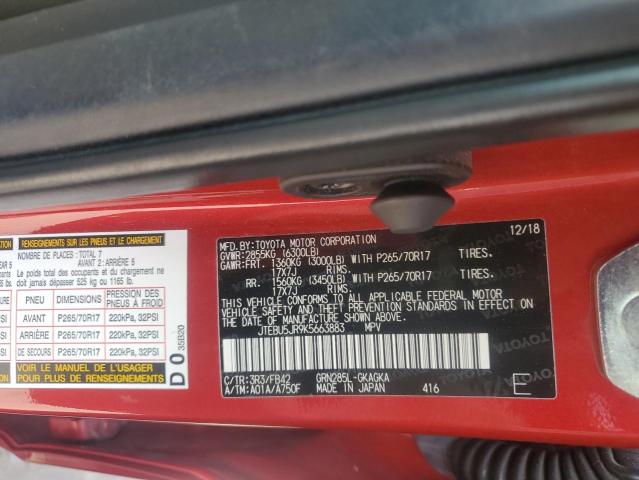 RENSEIGNEMENTS SUR LES PNEUS ET LE CHARGEMENT
NOMBRE DE PLACES : TOTAL 7
AVANT 2 : ARRIÈRE 5
Le poids total des occupants et du chargement ne
doit jamais dépasser 525 kg ou 1165 lb.
PNEU DIMENSIONS PRESSION DES PNEUS À FROID
AVANT P265/70R17 220kPa, 32PSI
ARRIÈRE P265/70R17 220kPa, 32PSI
DE SECOURS P265/70R17 220kPa, 32PSI
VOIR LE MANUEL DE L'USAGER
POUR PLUS DE RENSEIGNEMENTS
D0 35B20
MFD.BY:TOYOTA MOTOR CORPORATION 12/18
GVWR:2855KG (6300LB)
GAWR:FRT. 1360KG (3000LB) WITH P265/70R17 TIRES.
17X7J RIMS.
RR. 1560KG (3450LB) WITH P265/70R17 TIRES.
17X7J RIMS.
THIS VEHICLE CONFORMS TO ALL APPLICABLE FEDERAL MOTOR
VEHICLE SAFETY AND THEFT PREVENTION STANDARDS IN EFFECT
ON THE DATE OF MANUFACTURE SHOWN ABOVE.
JTEBU5JR9K5663883 MPV
C/TR:3R3/FB42 GRN285L-GKAGKA
A/TM:A01A/A750F MADE IN JAPAN 416 E